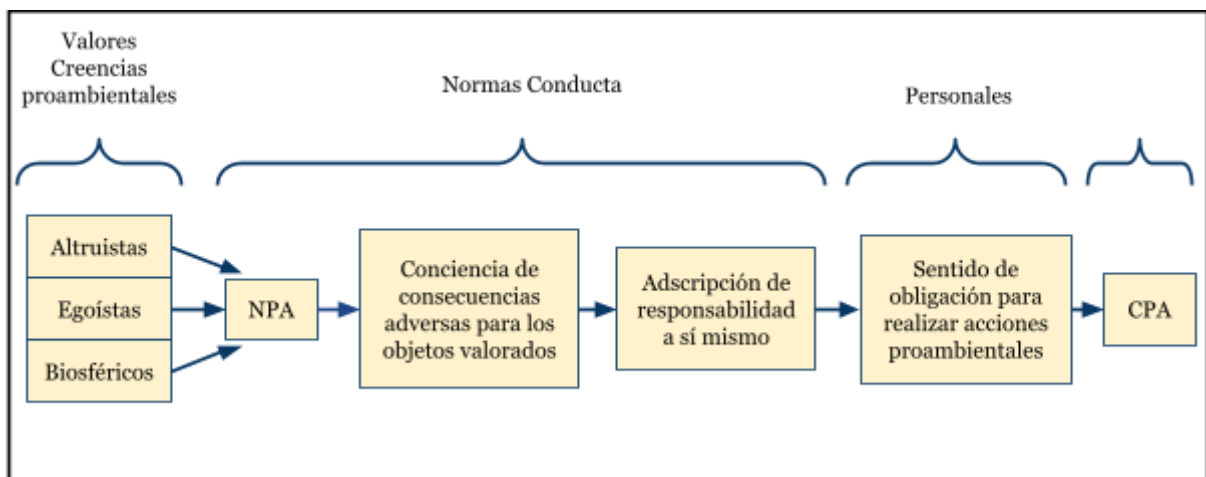 Valores
Creencias
proambientales
Normas Conducta
Personales
Altruistas
Egoístas
Biosféricos
NPA
Conciencia de
consecuencias
adversas para los
objetos valorados
Adscripción de
responsabilidad
a sí mismo
Sentido de
obligación para
realizar acciones
proambientales
CPA